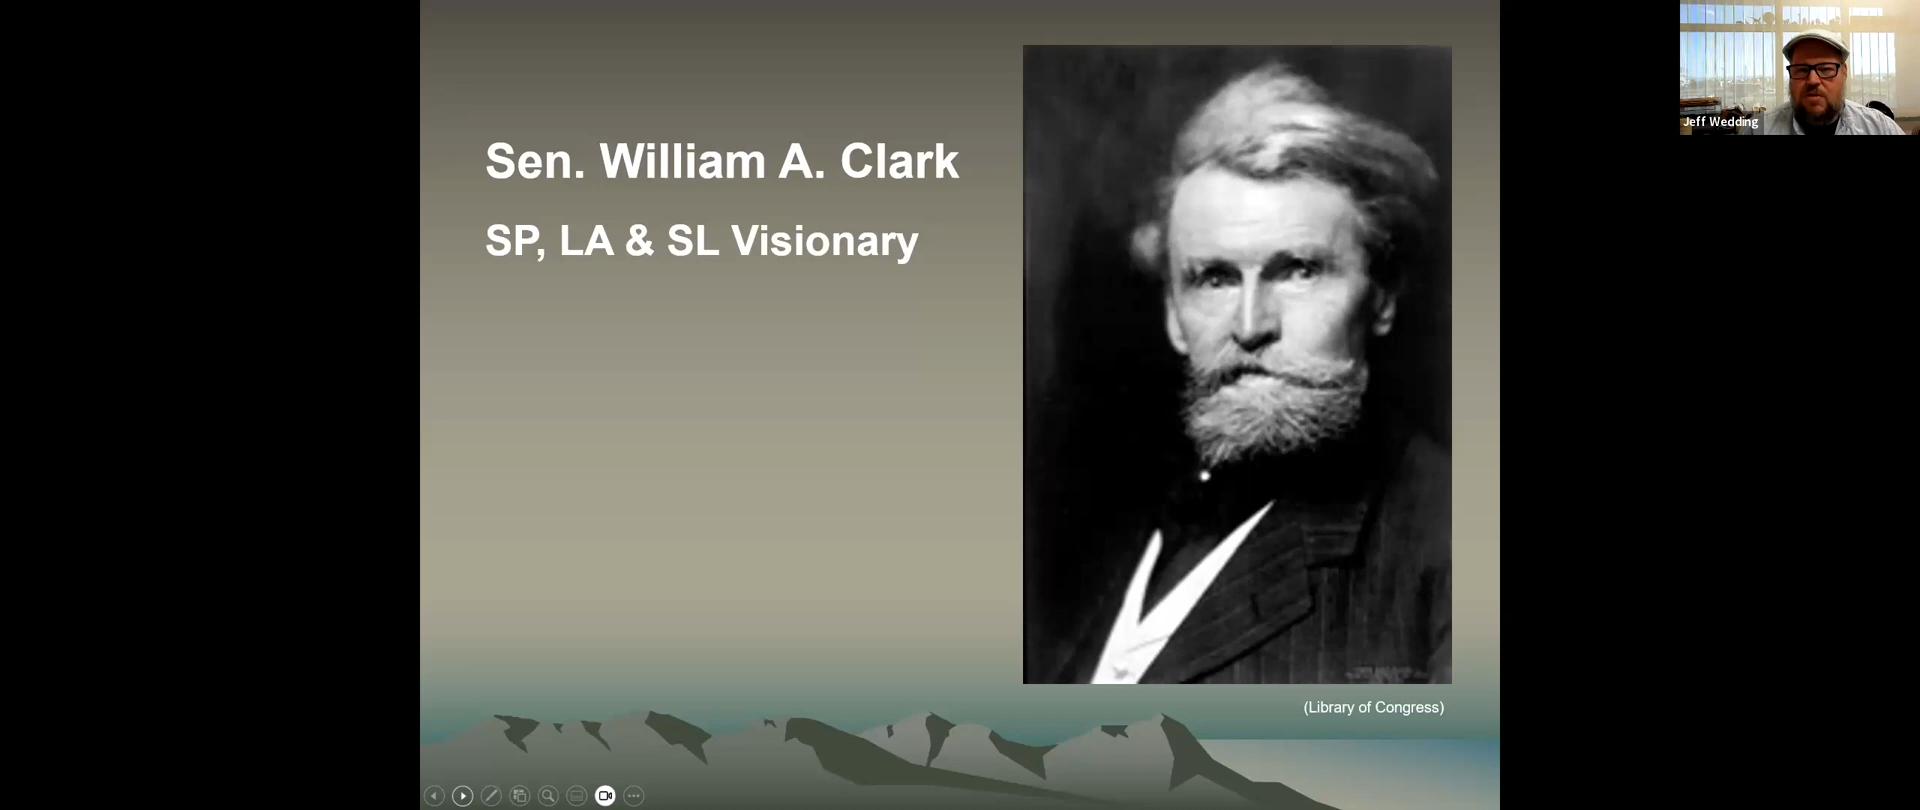 Sen. William A. Clark
SP, LA & SL Visionary
(Library of Congress)
Jeff Wedding